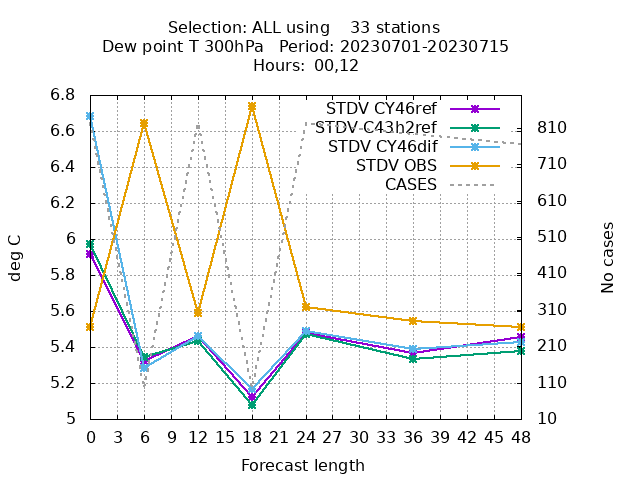 Selection: ALL using    33 stations
Dew point T 300hPa   Period: 20230701-20230715
Hours:  00,12
STDV CY46ref
STDV C43h2ref
STDV CY46dif
STDV OBS
CASES
6.8
6.6
6.4
6.2
6
5.8
5.6
5.4
5.2
5
deg C
810
710
610
510
410
310
210
110
10
No cases
0 3 6 9 12 15 18 21 24 27 30 33 36 39 42 45 48
Forecast length